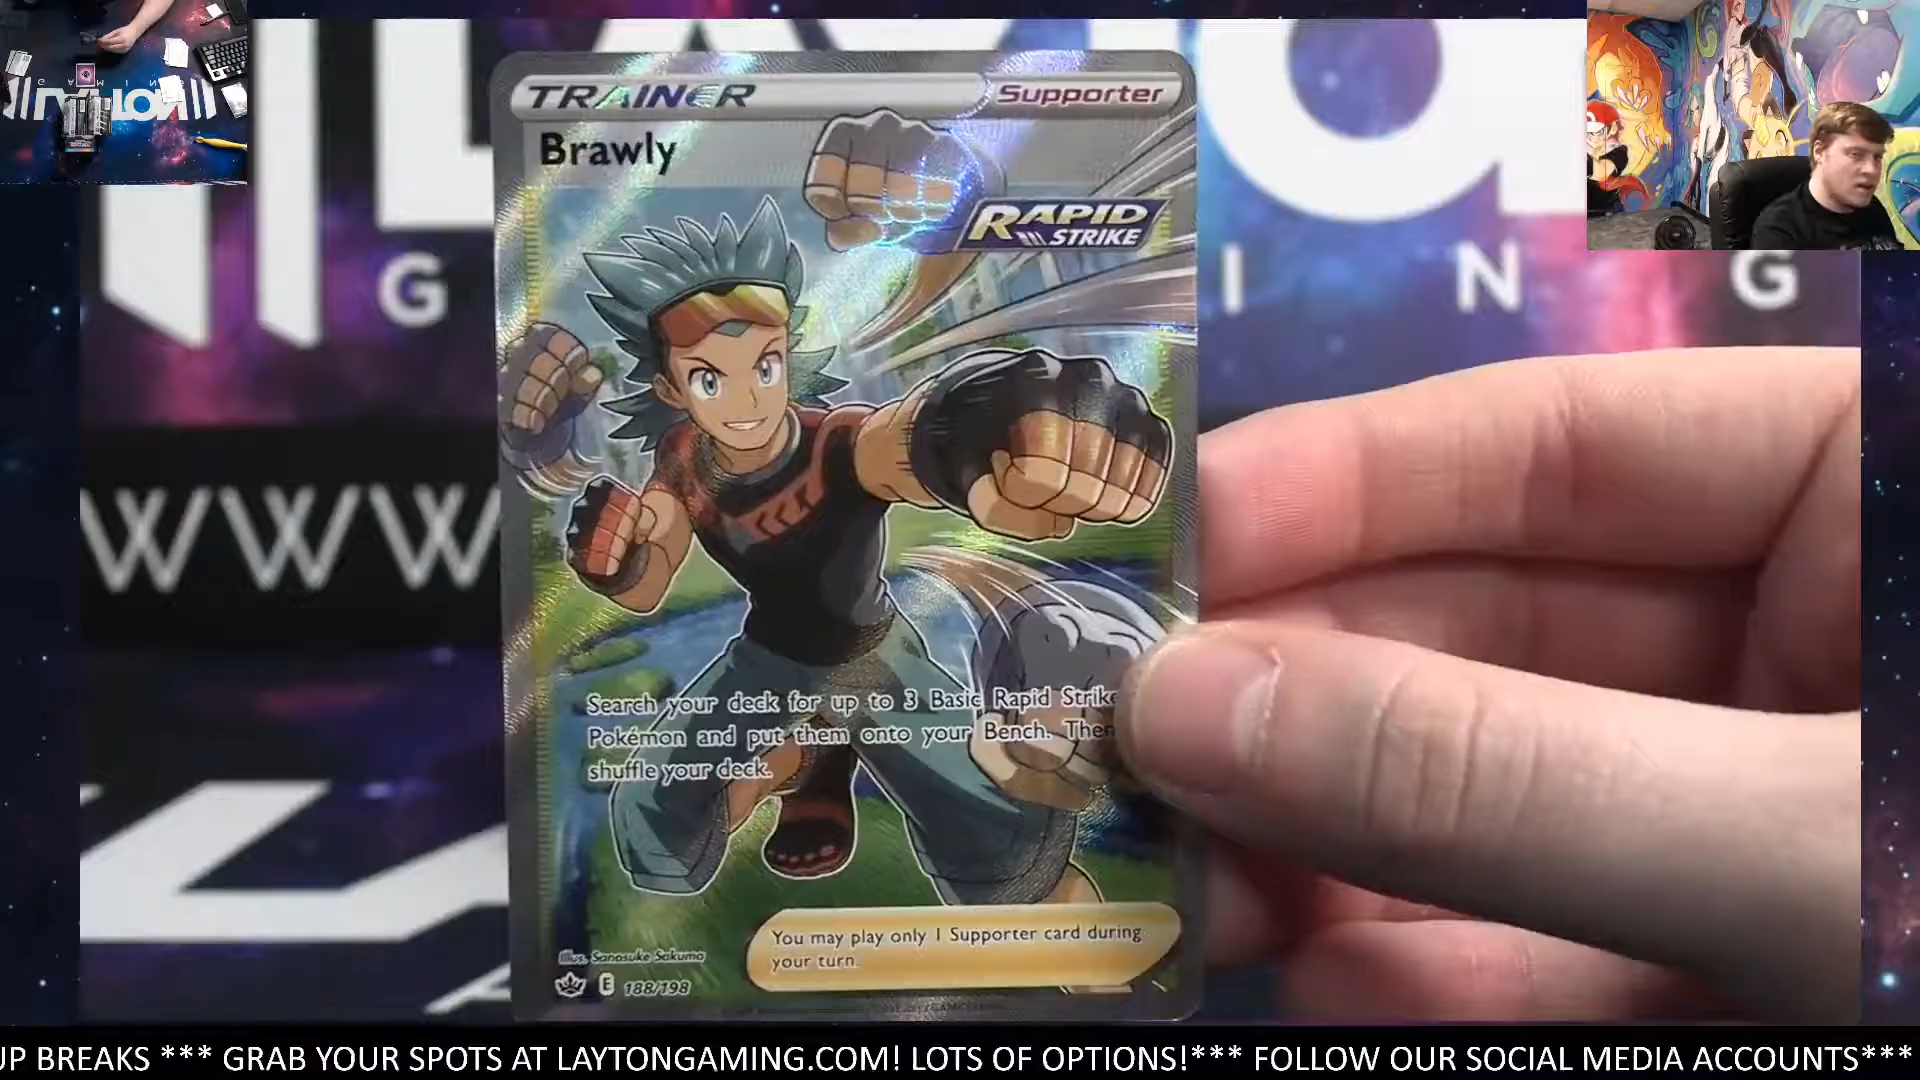 TRAINER
Supporter
Brawly
RAPID
STRIKE
G
I N G
WWW
Search your deck for up to 3 Basic Rapid Strike
Pokémon and put them onto your Bench. Then
shuffle your deck.
You may play only 1 Supporter card during
your turn.
Illus. Sanosuke Sakuma
E 188/198
UP BREAKS *** GRAB YOUR SPOTS AT LAYTONGAMING.COM! LOTS OF OPTIONS!*** FOLLOW OUR SOCIAL MEDIA ACCOUNTS***